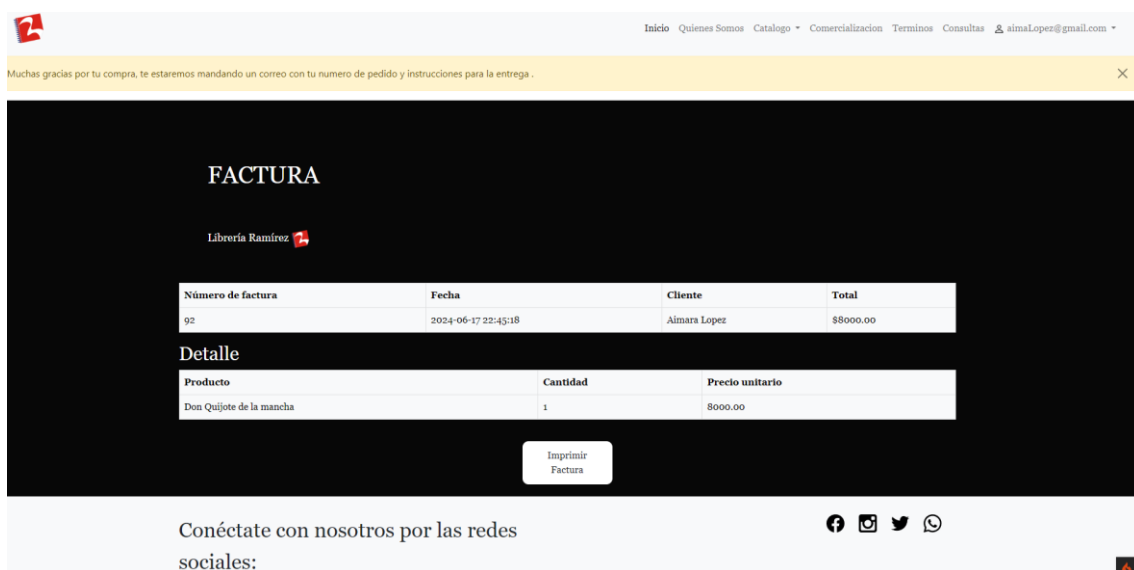 Inicio Quienes Somos Catalogo Comercializacion Terminos Consultas aimaLopez@gmail.com
Muchas gracias por tu compra, te estaremos mandando un correo con tu numero de pedido y instrucciones para la entrega .
FACTURA
Librería Ramírez
Número de factura Fecha Cliente Total
92 2024-06-17 22:45:18 Aimara Lopez $8000.00
Detalle
Producto Cantidad Precio unitario
Don Quijote de la mancha 1 8000.00
Imprimir
Factura
Conéctate con nosotros por las redes
sociales: